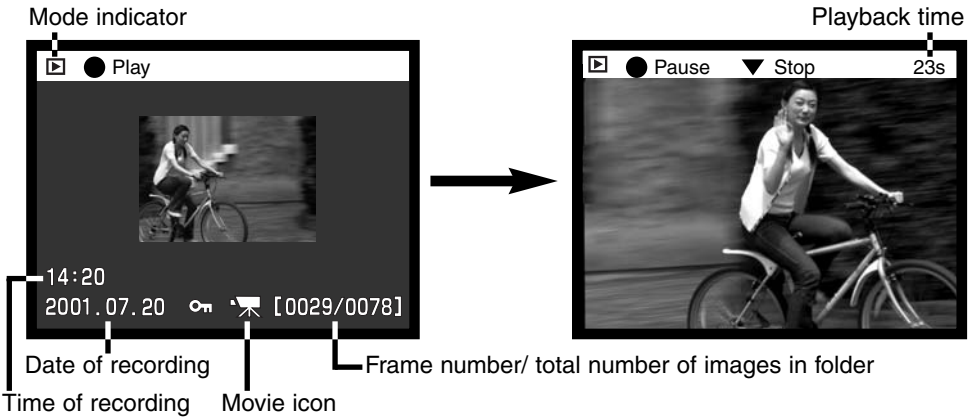 Mode indicator
Playback time
Play
Pause Stop 23s
14:20
2001.07.20 [0029/0078]
Date of recording
Frame number/ total number of images in folder
Time of recording
Movie icon